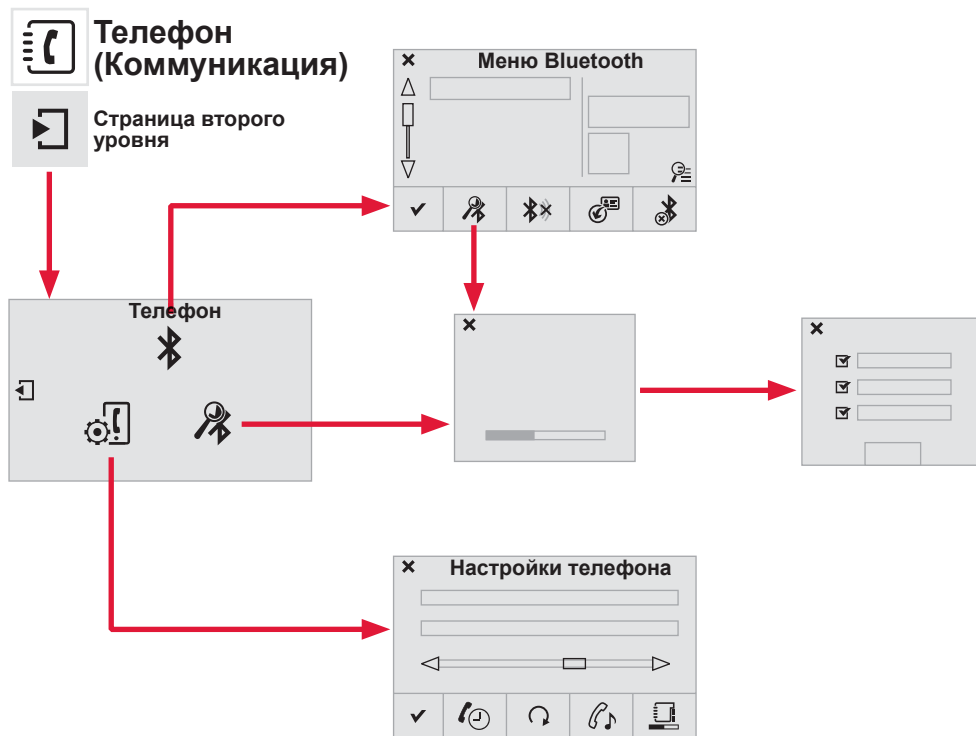 Телефон
(Коммуникация)
Страница второго
уровня
Меню Bluetooth
Телефон
Настройки телефона